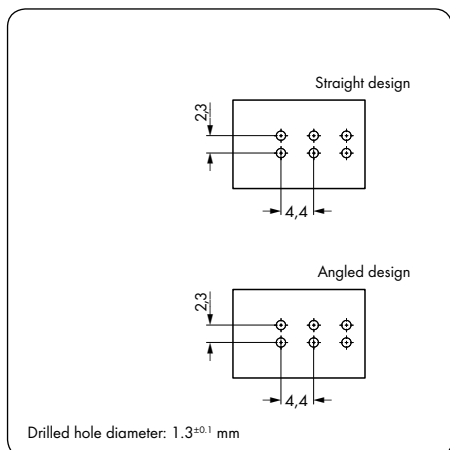 Straight design
2,3
4,4
Angled design
2,3
4,4
Drilled hole diameter: 1.3±0.1 mm